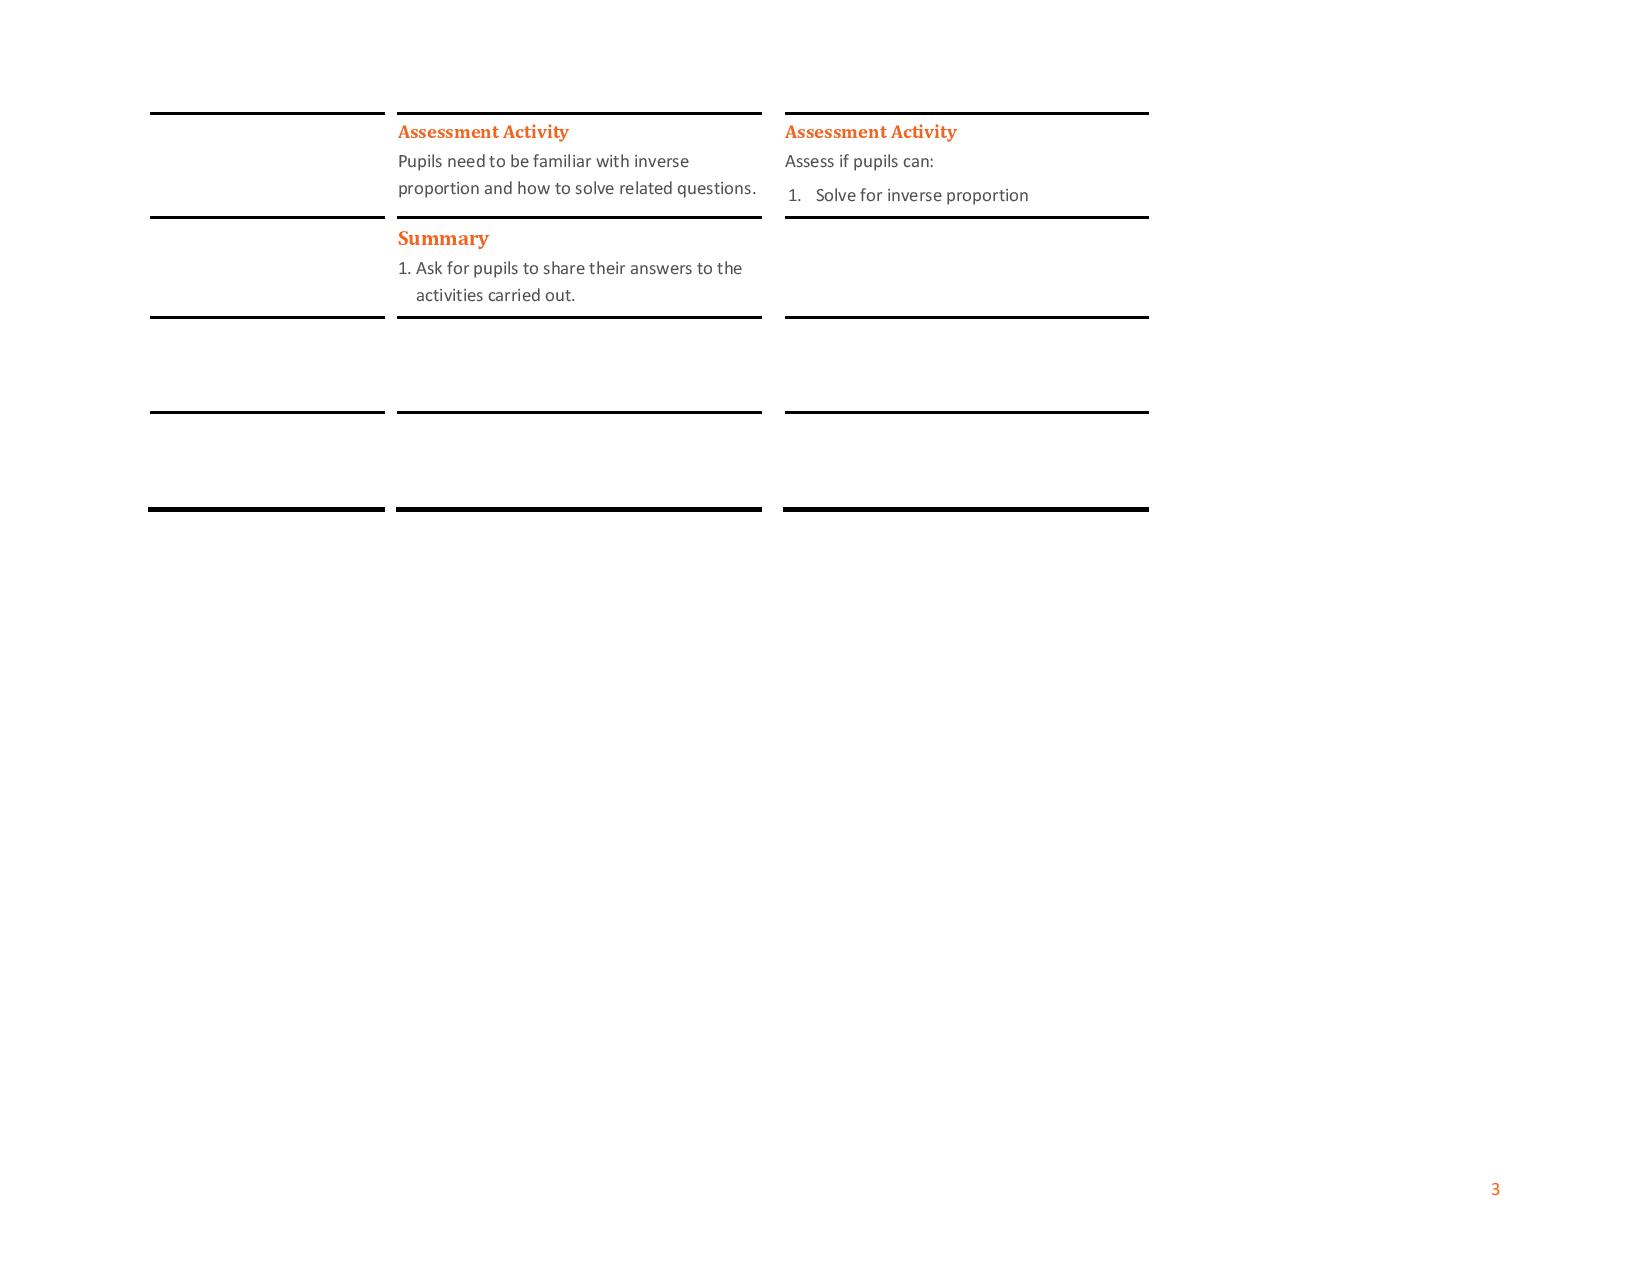 Assessment Activity
Pupils need to be familiar with inverse
proportion and how to solve related questions.
Assessment Activity
Assess if pupils can:
1. Solve for inverse proportion
Summary
1. Ask for pupils to share their answers to the
activities carried out.
3